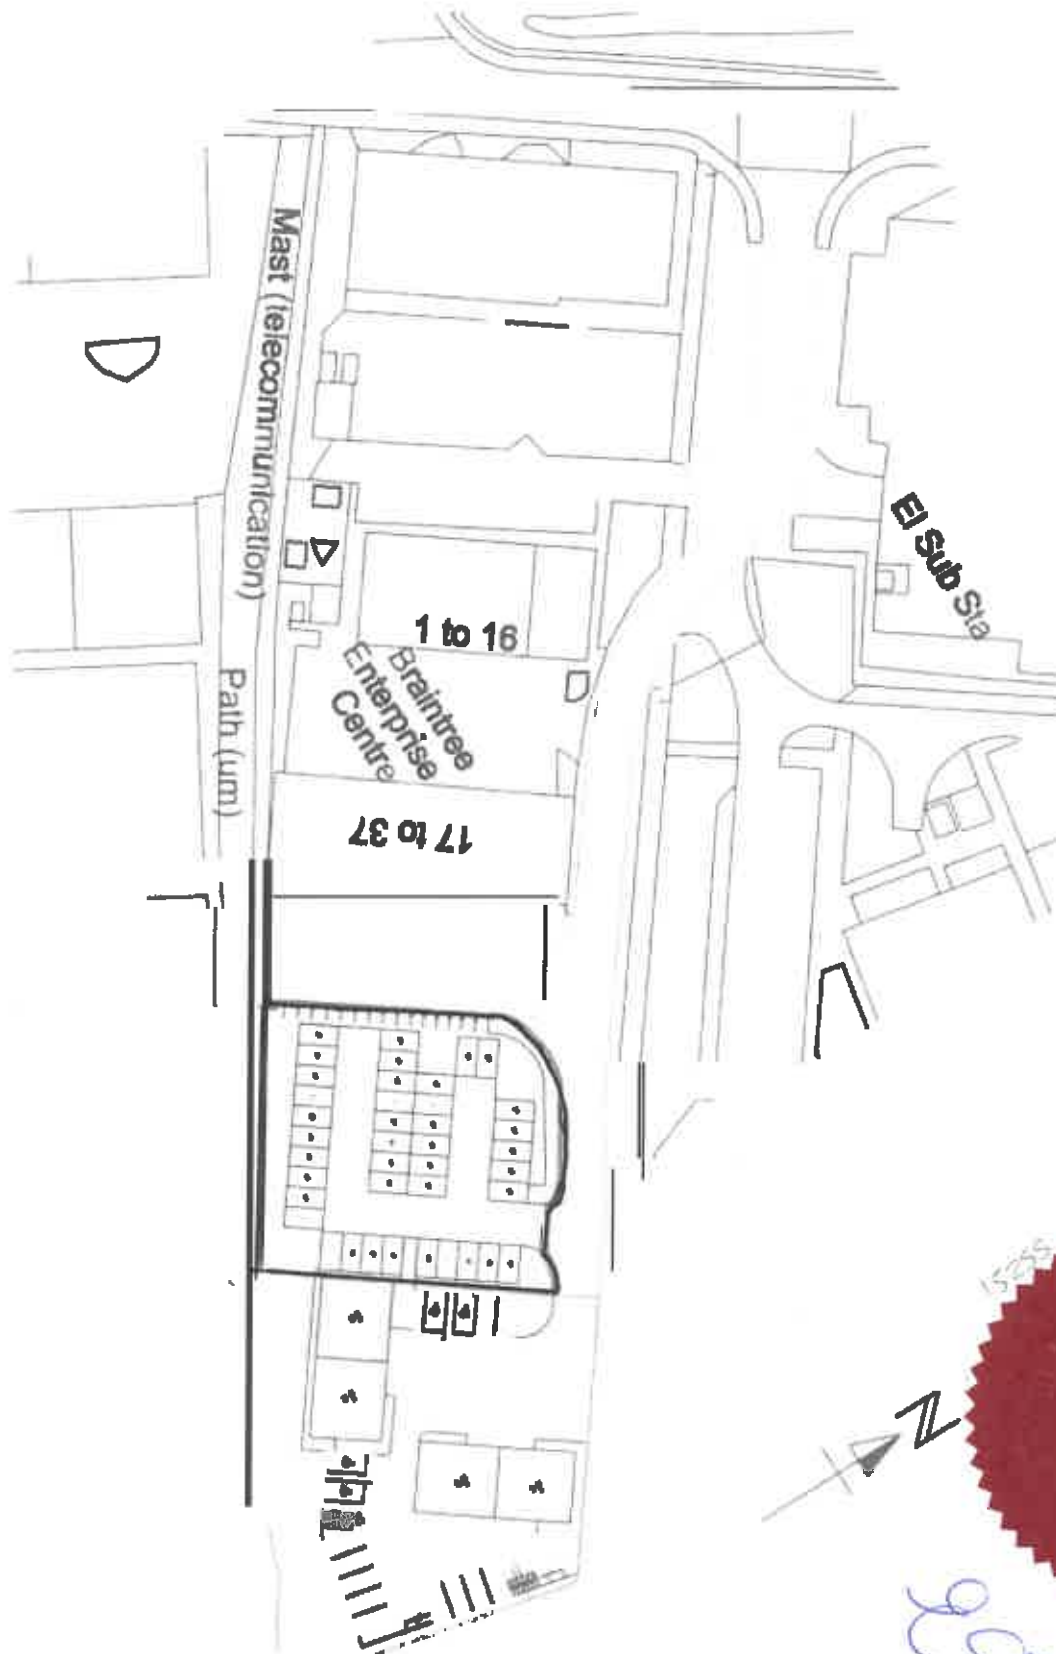 Mast (telecommunication)
El Sub Sta
1 to 16
Braintree
Enterprise
Centre
Path (um)
17 to 37
N